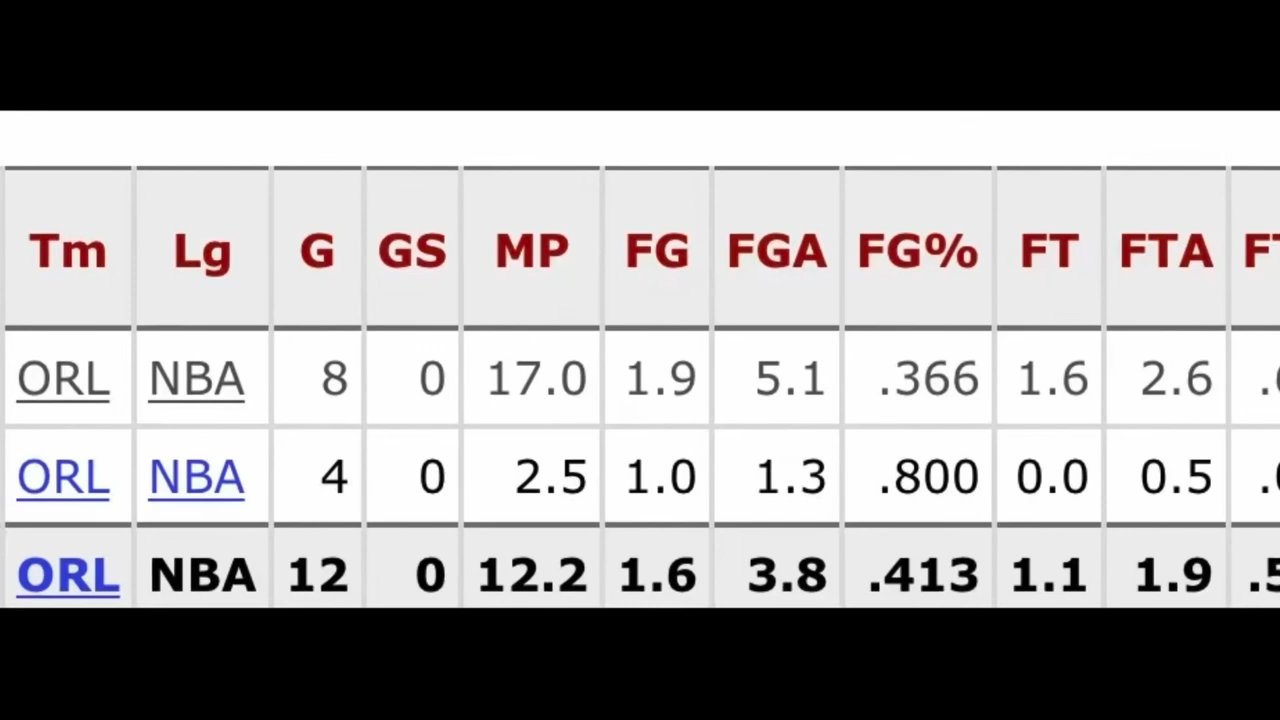 Tm Lg G GS MP FG FGA FG% FT FTA FT
ORL NBA 8 0 17.0 1.9 5.1 .366 1.6 2.6
ORL NBA 4 0 2.5 1.0 1.3 .800 0.0 0.5
ORL NBA 12 0 12.2 1.6 3.8 .413 1.1 1.9 .5